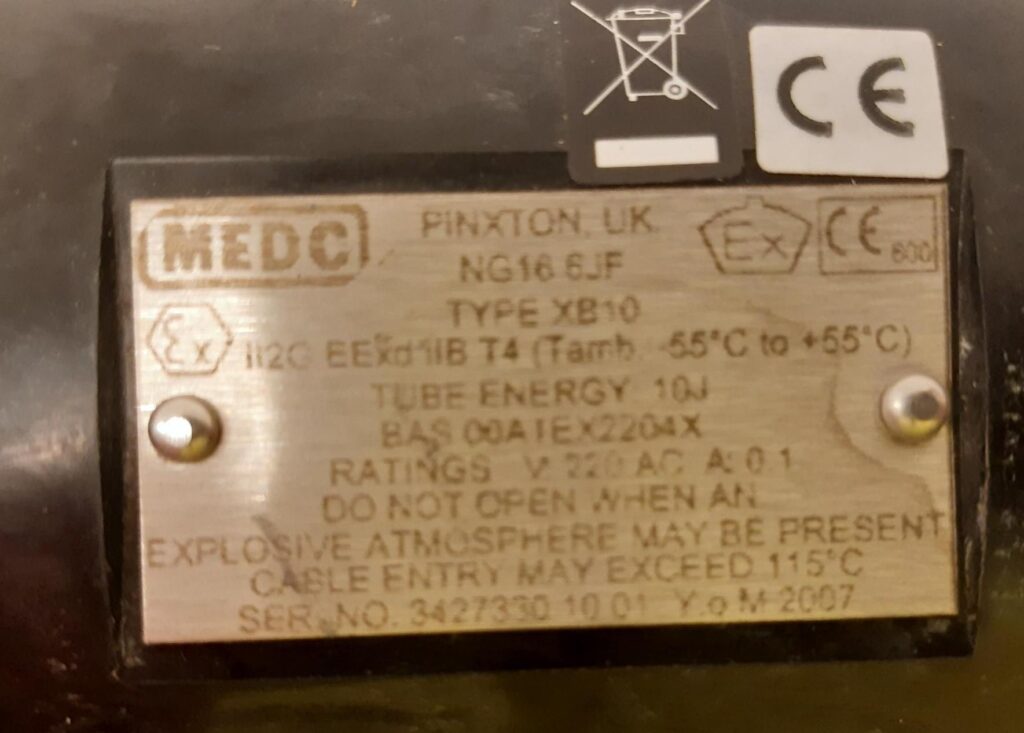 CE
MEDC
PINXTON, UK.
NG16 6JF
Ex
CE 600
TYPE XB10
Ex II2G EExd IIB T4 (Tamb. -55°C to +55°C)
TUBE ENERGY 10J
BAS 00ATEX2204X
RATINGS V: 220 AC A: 0.1
DO NOT OPEN WHEN AN
EXPLOSIVE ATMOSPHERE MAY BE PRESENT
CABLE ENTRY MAY EXCEED 115°C
SER. NO. 3427330 10 01 Y.o M 2007